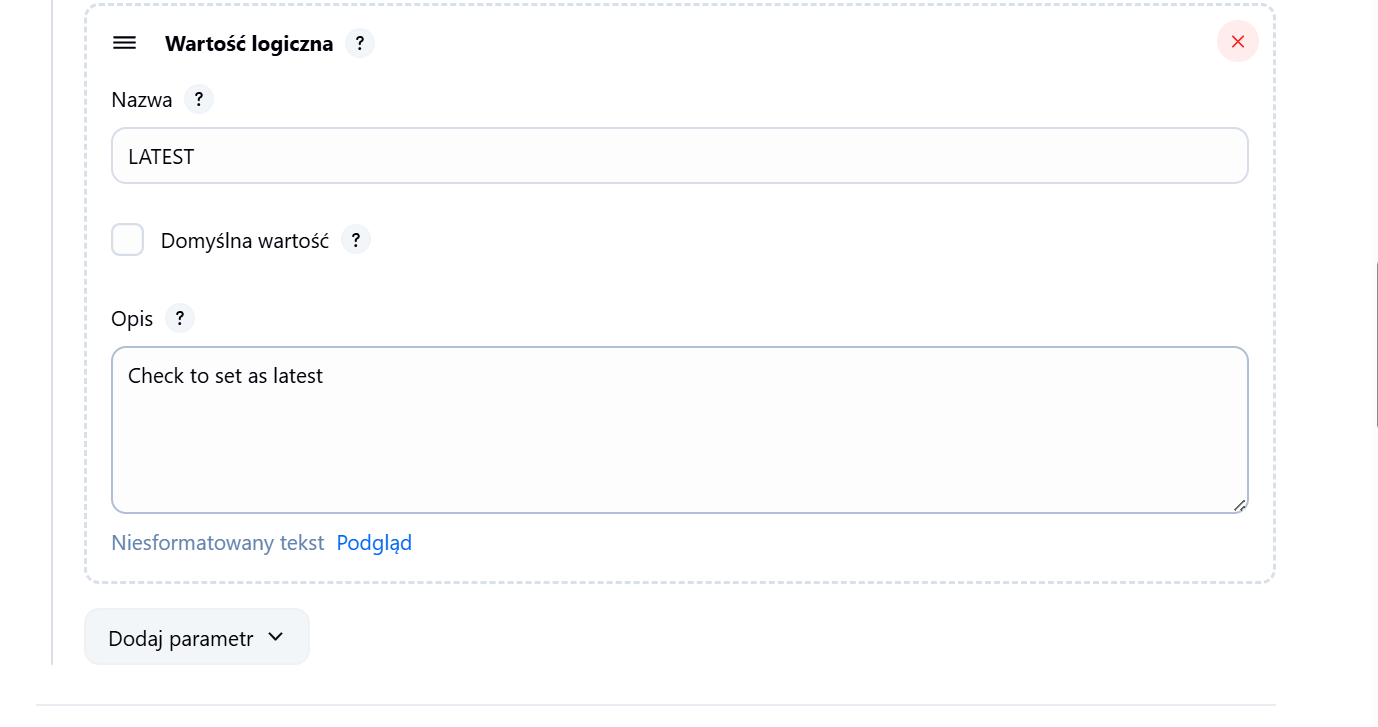 Wartość logiczna ?
Nazwa ?
LATEST
Domyślna wartość ?
Opis ?
Check to set as latest
Niesformatowany tekst Podgląd
Dodaj parametr